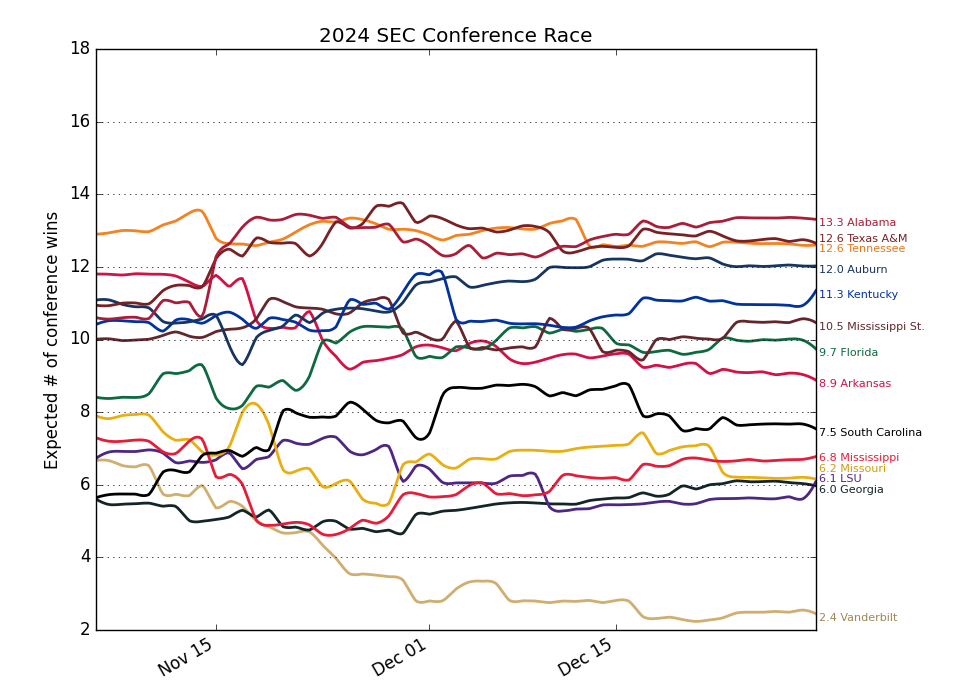 2024 SEC Conference Race
Expected # of conference wins
18
16
14
12
10
8
6
4
2
Nov 15
Dec 01
Dec 15
13.3 Alabama
12.6 Texas A&M
12.6 Tennessee
12.0 Auburn
11.3 Kentucky
10.5 Mississippi St.
9.7 Florida
8.9 Arkansas
7.5 South Carolina
6.8 Mississippi
6.2 Missouri
6.1 LSU
6.0 Georgia
2.4 Vanderbilt